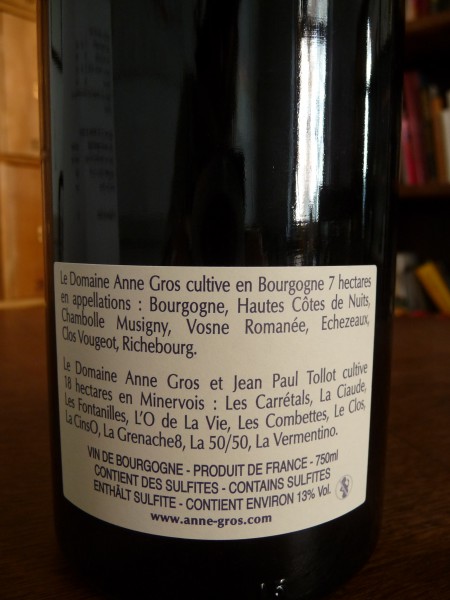 Le Domaine Anne Gros cultive en Bourgogne 7 hectares
en appellations : Bourgogne, Hautes Côtes de Nuits,
Chambolle Musigny, Vosne Romanée, Echezeaux,
Clos Vougeot, Richebourg.
Le Domaine Anne Gros et Jean Paul Tollot cultive
18 hectares en Minervois : Les Carrétals, La Ciaude,
Les Fontanilles, L'O de La Vie, Les Combettes, Le Clos,
La CinsO, La Grenache8, La 50/50, La Vermentino.
VIN DE BOURGOGNE - PRODUIT DE FRANCE - 750ml
CONTIENT DES SULFITES - CONTAINS SULFITES
ENTHÄLT SULFITE - CONTIENT ENVIRON 13% Vol.
www.anne-gros.com